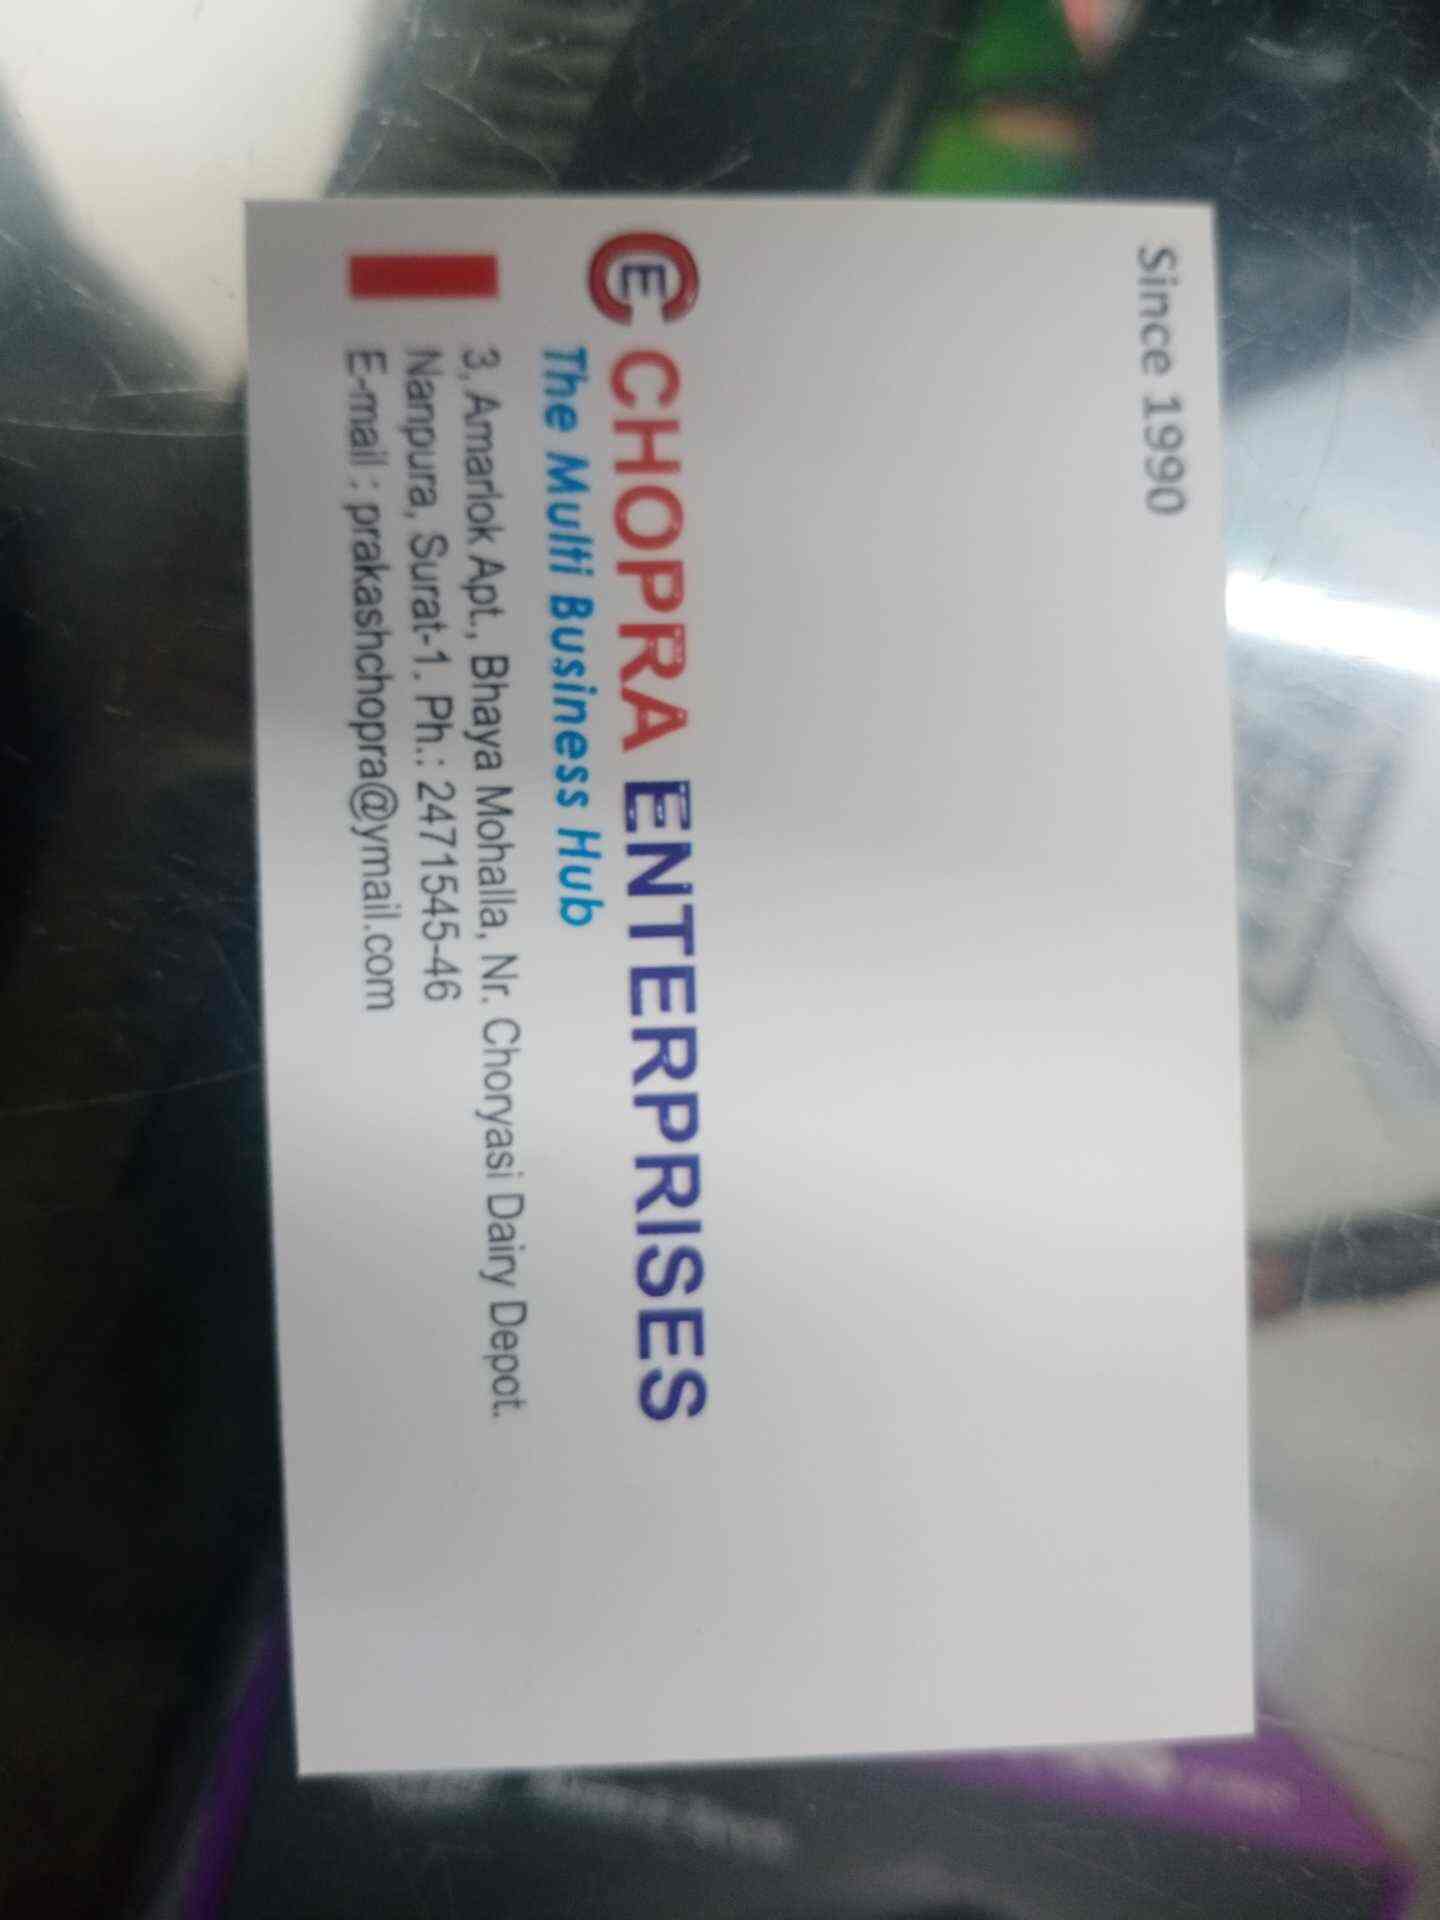 Since 1990
CE CHOPRA ENTERPRISES
The Multi Business Hub
3, Amarlok Apt., Bhaya Mohalla, Nr. Choryasi Dairy Depot.
Nanpura, Surat-1. Ph.: 2471545-46
E-mail : prakashchopra@ymail.com